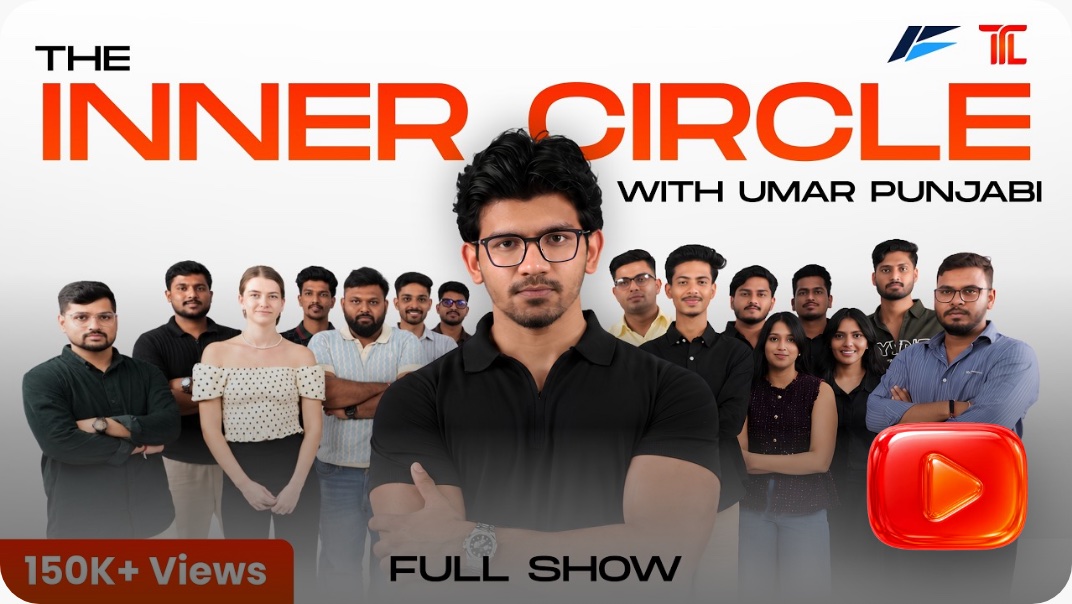 THE
INNER CIRCLE
WITH UMAR PUNJABI
FULL SHOW
150K+ Views